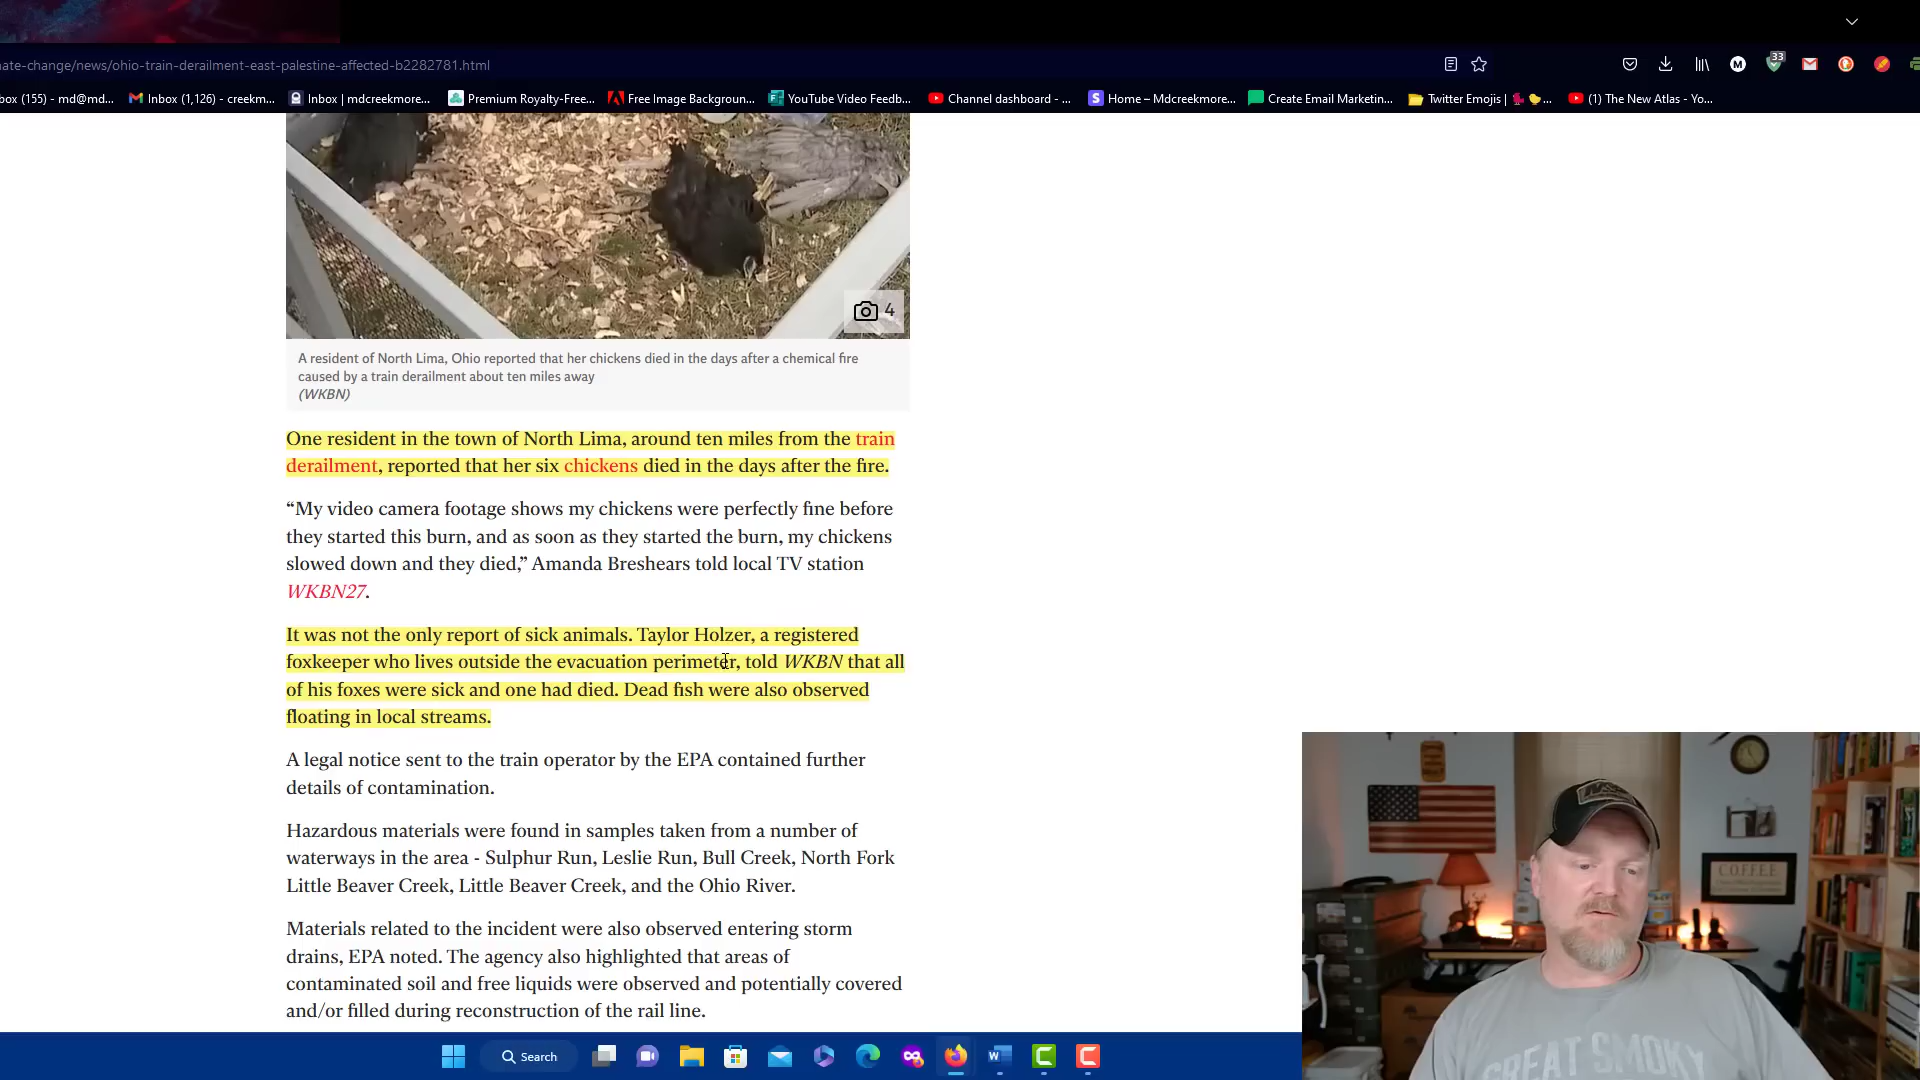 ate-change/news/ohio-train-derailment-east-palestine-affected-b2282781.html
33
box (155) - md@md...
Inbox (1,126) - creekm...
Inbox | mdcreekmore...
Premium Royalty-Free...
Free Image Backgroun...
YouTube Video Feedb...
Channel dashboard - ...
Home – Mdcreekmore...
Create Email Marketin...
Twitter Emojis | 
(1) The New Atlas - Yo...
4
A resident of North Lima, Ohio reported that her chickens died in the days after a chemical fire
caused by a train derailment about ten miles away
(WKBN)
One resident in the town of North Lima, around ten miles from the train
derailment, reported that her six chickens died in the days after the fire.
“My video camera footage shows my chickens were perfectly fine before
they started this burn, and as soon as they started the burn, my chickens
slowed down and they died,” Amanda Breshears told local TV station
WKBN27.
It was not the only report of sick animals. Taylor Holzer, a registered
foxkeeper who lives outside the evacuation perimeter, told WKBN that all
of his foxes were sick and one had died. Dead fish were also observed
floating in local streams.
A legal notice sent to the train operator by the EPA contained further
details of contamination.
Hazardous materials were found in samples taken from a number of
waterways in the area - Sulphur Run, Leslie Run, Bull Creek, North Fork
Little Beaver Creek, Little Beaver Creek, and the Ohio River.
Materials related to the incident were also observed entering storm
drains, EPA noted. The agency also highlighted that areas of
contaminated soil and free liquids were observed and potentially covered
and/or filled during reconstruction of the rail line.
COFFEE
GREAT SMOKY
Search